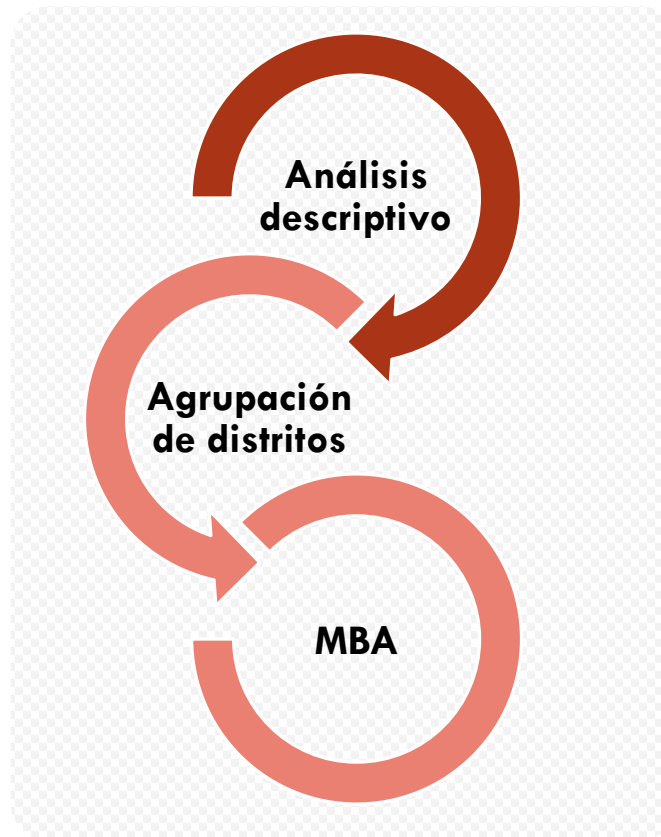 Análisis
descriptivo
Agrupación
de distritos
MBA